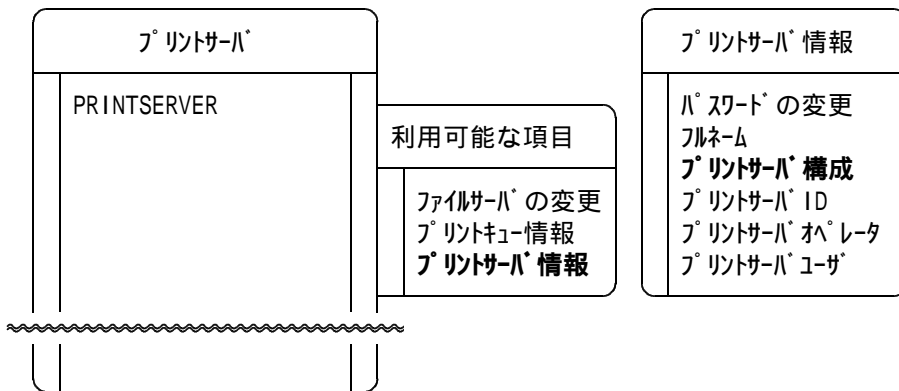 ﾌﾟﾘﾝﾄｻｰﾊﾞ
PRINTSERVER
利用可能な項目
ﾌｧｲﾙｻｰﾊﾞの変更
ﾌﾟﾘﾝﾄｷｭｰ情報
ﾌﾟﾘﾝﾄｻｰﾊﾞ情報
ﾌﾟﾘﾝﾄｻｰﾊﾞ情報
ﾊﾟｽﾜｰﾄﾞの変更
ﾌﾙﾈｰﾑ
ﾌﾟﾘﾝﾄｻｰﾊﾞ構成
ﾌﾟﾘﾝﾄｻｰﾊﾞID
ﾌﾟﾘﾝﾄｻｰﾊﾞｵﾍﾟﾚｰﾀ
ﾌﾟﾘﾝﾄｻｰﾊﾞﾕｰｻﾞ